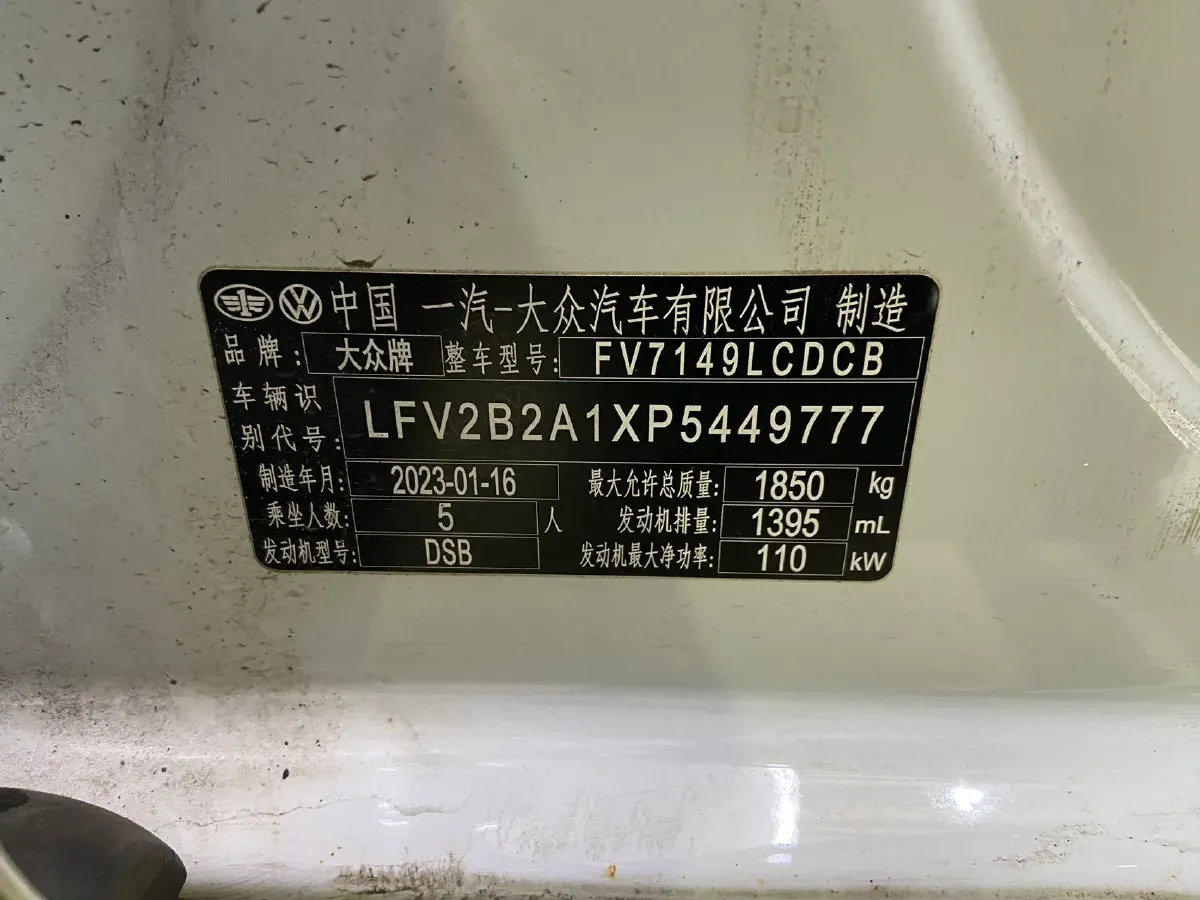 中国 一汽-大众汽车有限公司 制造
品牌: 大众牌 整车型号: FV7149LCDCB
车辆识别代号: LFV2B2A1XP5449777
制造年月: 2023-01-16 最大允许总质量: 1850 kg
乘坐人数: 5 人 发动机排量: 1395 mL
发动机型号: DSB 发动机最大净功率: 110 kW